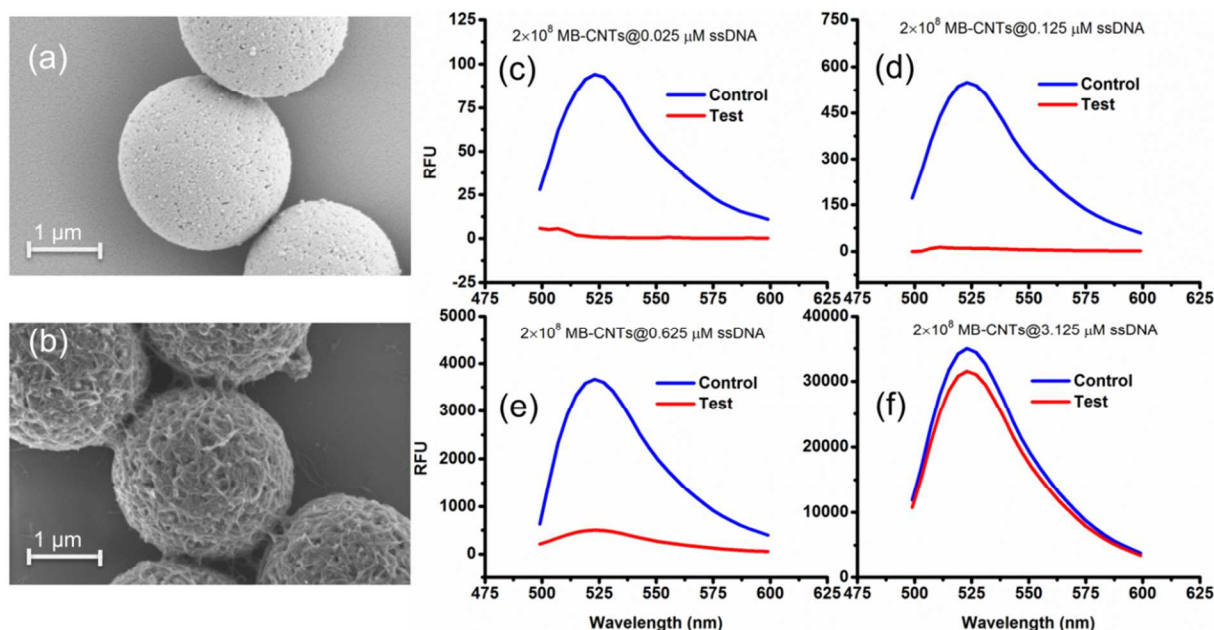 (a)
1 μm
(b)
1 μm
2×10⁸ MB-CNTs@0.025 μM ssDNA
(c)
Control
Test
RFU
125
100
75
50
25
0
-25
475 500 525 550 575 600 625
2×10⁸ MB-CNTs@0.125 μM ssDNA
(d)
Control
Test
750
600
450
300
150
0
475 500 525 550 575 600 625
2×10⁸ MB-CNTs@0.625 μM ssDNA
(e)
Control
Test
RFU
5000
4000
3000
2000
1000
500
0
475 500 525 550 575 600 625
Wavelength (nm)
2×10⁸ MB-CNTs@3.125 μM ssDNA
(f)
Control
Test
30000
20000
10000
0
475 500 525 550 575 600 625
Wavelength (nm)